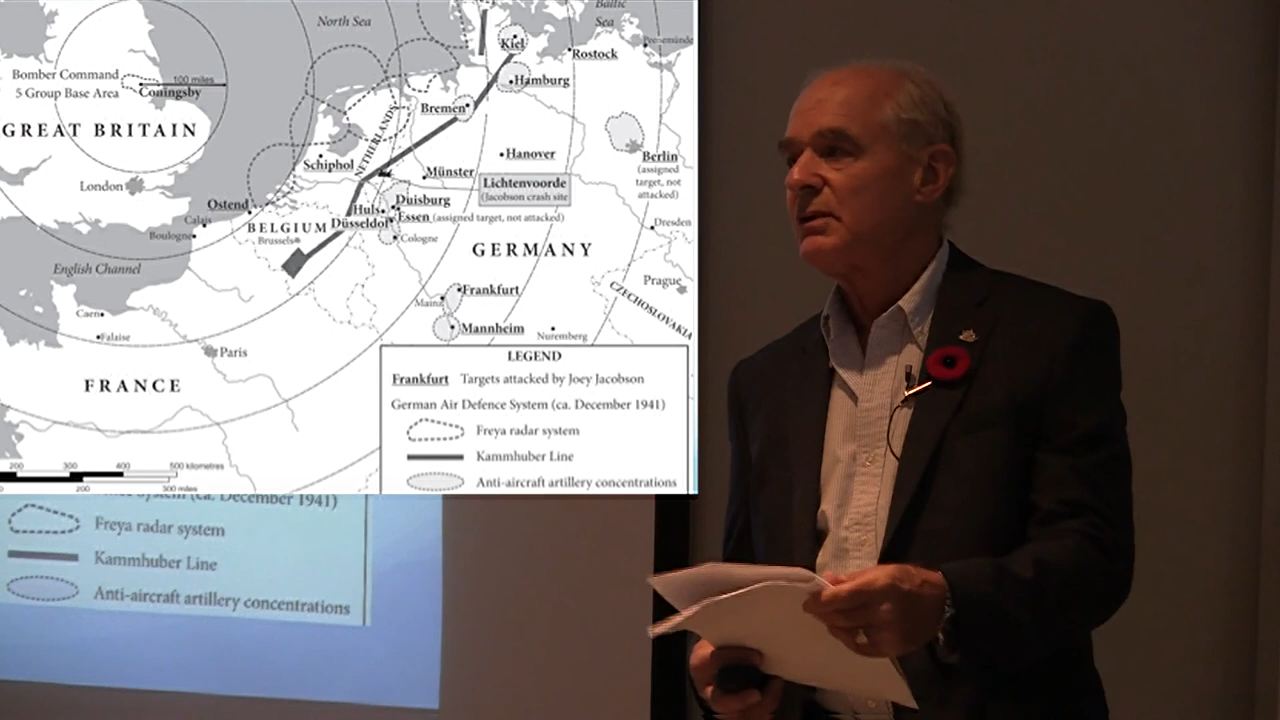 North Sea
Baltic
Sea
Kiel
Rostock
Peenemünde
Bomber Command
5 Group Base Area
100 miles
Coningsby
Hamburg
Bremen
GREAT BRITAIN
NETHERLANDS
Hanover
Berlin
(assigned
target, not
attacked)
Schiphol
Münster
London
Lichtenvoorde
(Jacobson crash site
Ostend
Duisburg
Huls
Essen (assigned target, not attacked)
Calais
Düsseldorf
Dresden
BELGIUM
Boulogne
Brussels
Cologne
GERMANY
English Channel
Prague
CZECHOSLOVAKIA
Frankfurt
Mainz
Caen
Mannheim
Nuremberg
Falaise
Paris
FRANCE
LEGEND
Frankfurt Targets attacked by Joey Jacobson
German Air Defence System (ca. December 1941)
Freya radar system
Kammhuber Line
Anti-aircraft artillery concentrations
200 300 400 500 kilometres
200 300 miles
System (ca. December 1941)
Freya radar system
Kammhuber Line
Anti-aircraft artillery concentrations